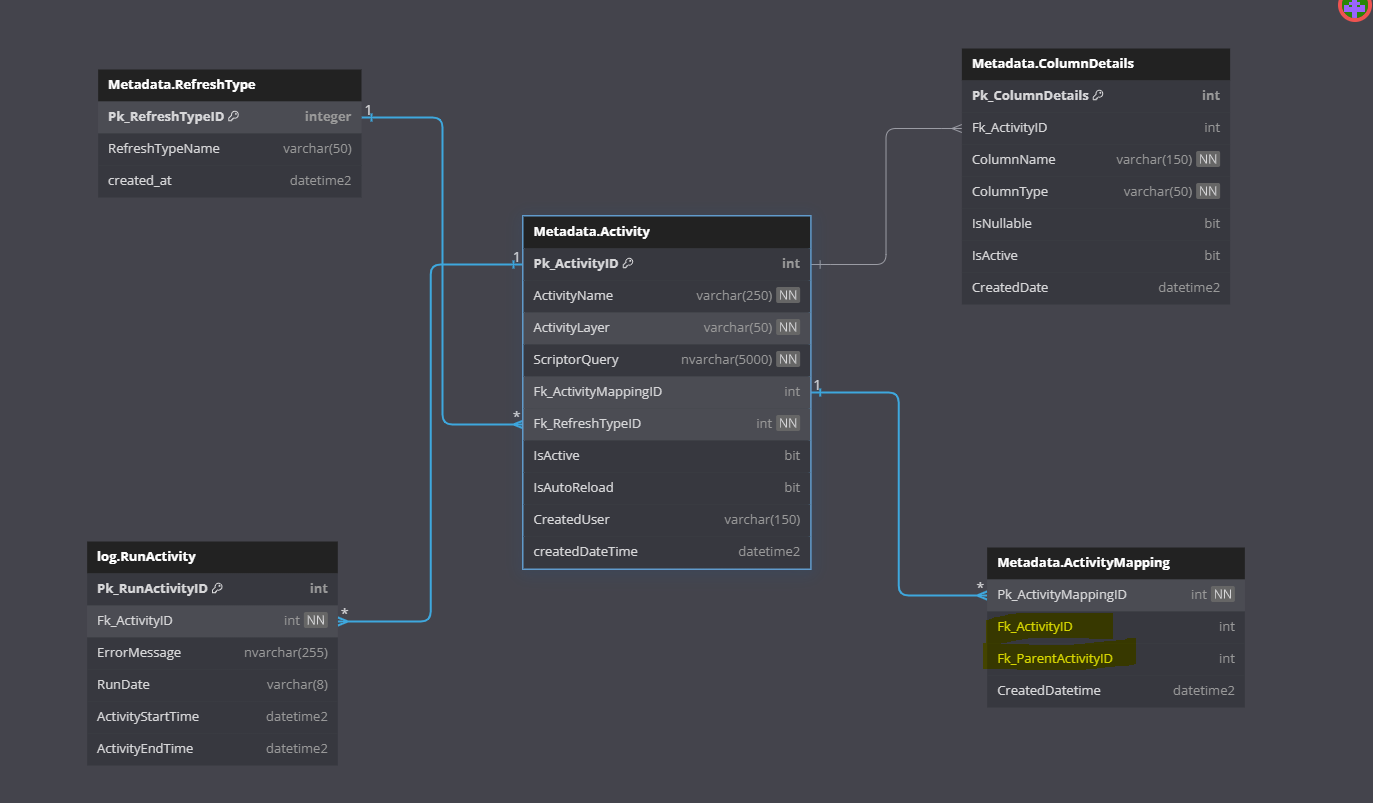 Metadata.RefreshType
Pk_RefreshTypeID integer
RefreshTypeName varchar(50)
created_at datetime2
1
Metadata.ColumnDetails
Pk_ColumnDetails int
Fk_ActivityID int
ColumnName varchar(150) NN
ColumnType varchar(50) NN
IsNullable bit
IsActive bit
CreatedDate datetime2
Metadata.Activity
1
Pk_ActivityID int
ActivityName varchar(250) NN
ActivityLayer varchar(50) NN
ScriptorQuery nvarchar(5000) NN
Fk_ActivityMappingID int
1
*
Fk_RefreshTypeID int NN
IsActive bit
IsAutoReload bit
CreatedUser varchar(150)
createdDateTime datetime2
log.RunActivity
Pk_RunActivityID int
Fk_ActivityID int NN
*
ErrorMessage nvarchar(255)
RunDate varchar(8)
ActivityStartTime datetime2
ActivityEndTime datetime2
Metadata.ActivityMapping
*
Pk_ActivityMappingID int NN
Fk_ActivityID int
Fk_ParentActivityID int
CreatedDatetime datetime2